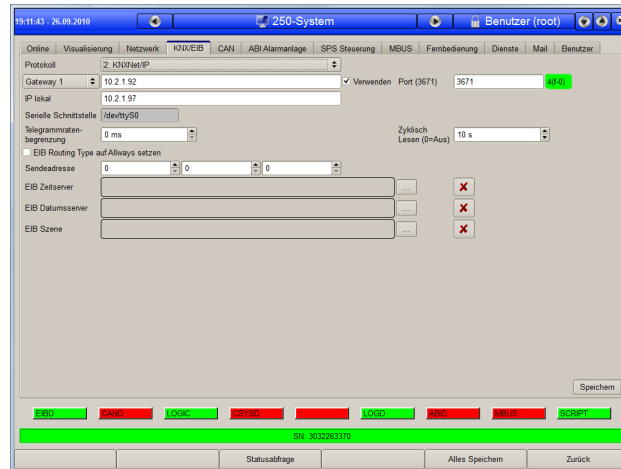 19:11:43 - 26.09.2010 250-System Benutzer (root)
Online Visualisierung Netzwerk KNX/EIB CAN ABI Alarmanlage SPS Steuerung MBUS Fernbedienung Dienste Mail Benutzer
Protokoll 2: KNXNet/IP
Gateway 1 10.2.1.92 Verwenden Port (3671) 3671 4(f-0)
IP lokal 10.2.1.97
Serielle Schnittstelle /dev/ttyS0
Telegrammraten-
begrenzung 0 ms Zyklisch
Lesen (0=Aus) 10 s
EIB Routing Type auf Allways setzen
Sendeadresse 0 0 0
EIB Zeitserver ...
EIB Datumsserver ...
EIB Szene ...
Speichern
EIBD CAND LOGIC CSYSD LOGD ABID MBUS SCRIPT
SN: 3032263370
Statusabfrage Alles Speichern Zurück